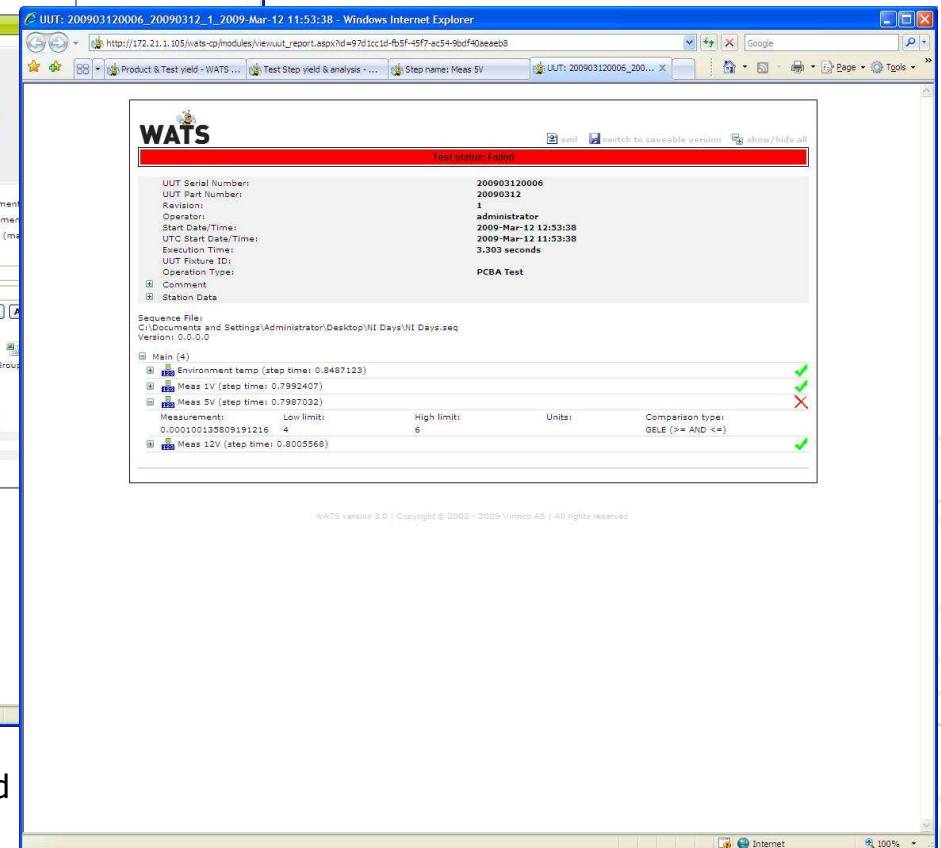 UUT: 200903120006_20090312_1_2009-Mar-12 11:53:38 - Windows Internet Explorer
http://172.21.1.105/wats-cp/modules/viewuut_report.aspx?id=97d1cc1d-fb5f-45f7-ac54-9bdf40aeaeb8
Google
Product & Test yield - WATS ...
Test Step yield & analysis - ...
Step name: Meas 5V
UUT: 200903120006_200... X
Page
Tools
WATS
xml
switch to saveable version
show/hide all
Test status: Failed
UUT Serial Number: 200903120006
UUT Part Number: 20090312
Revision: 1
Operator: administrator
Start Date/Time: 2009-Mar-12 12:53:38
UTC Start Date/Time: 2009-Mar-12 11:53:38
Execution Time: 3.303 seconds
UUT Fixture ID:
Operation Type: PCBA Test
Comment
Station Data
Sequence File:
C:\Documents and Settings\Administrator\Desktop\NI Days\NI Days.seq
Version: 0.0.0.0
Main (4)
Environment temp (step time: 0.8487123)
Meas 1V (step time: 0.7992407)
Meas 5V (step time: 0.7987032)
Measurement: Low limit: High limit: Units: Comparison type:
0.000100135809191216 4 6 GELE (>= AND <=)
Meas 12V (step time: 0.8005568)
WATS version 3.0 | Copyright © 2002 - 2009 Virinco AS | All rights reserved
Internet
100%